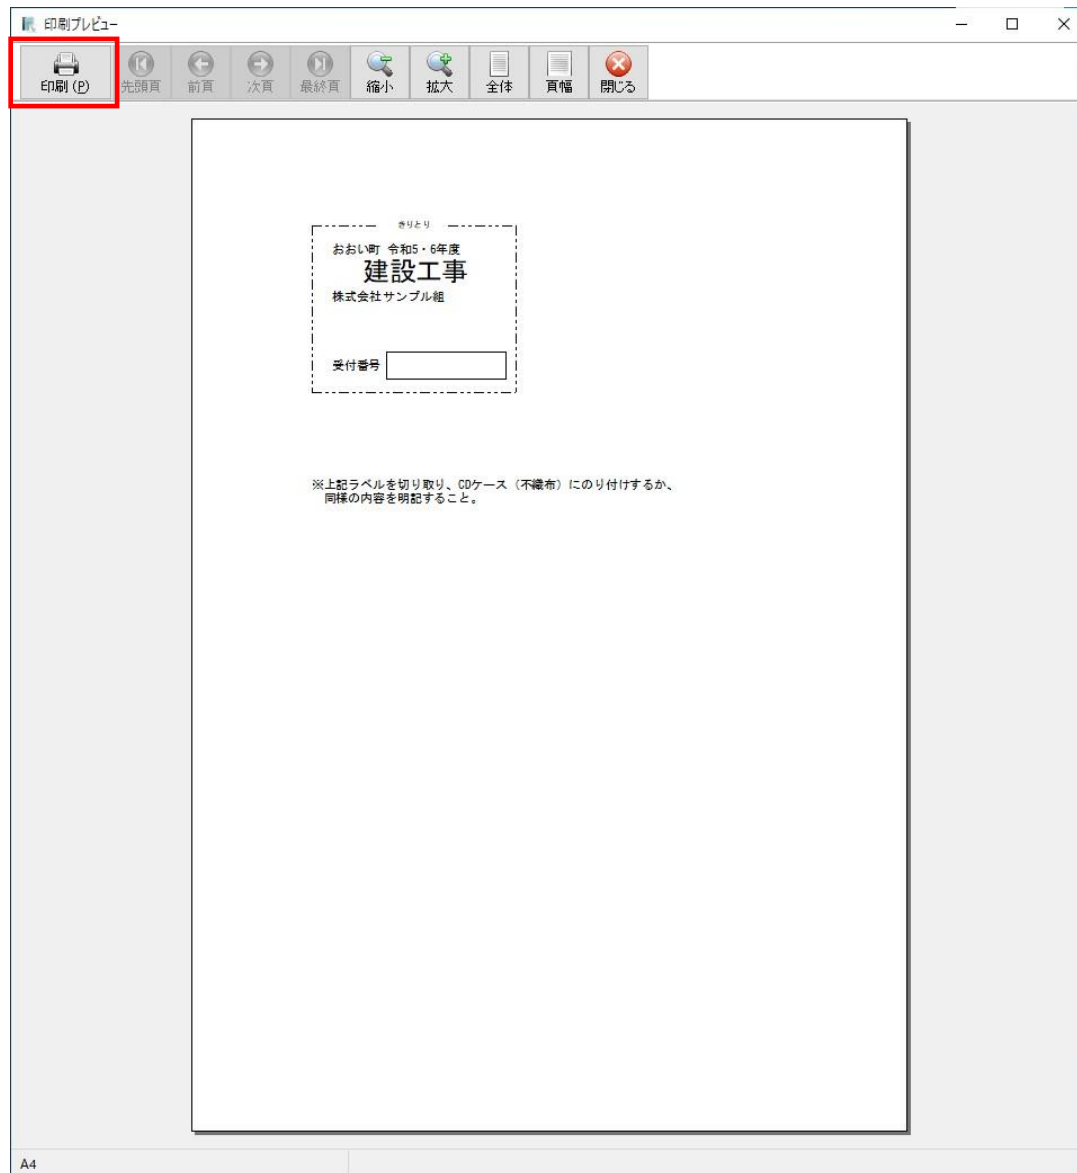 印刷プレビュー
印刷(P) 先頭頁 前頁 次頁 最終頁 縮小 拡大 全体 頁幅 閉じる
きりとり
おおい町 令和5・6年度
建設工事
株式会社サンプル組
受付番号
※上記ラベルを切り取り、CDケース（不織布）にのり付けするか、
同様の内容を明記すること。
A4